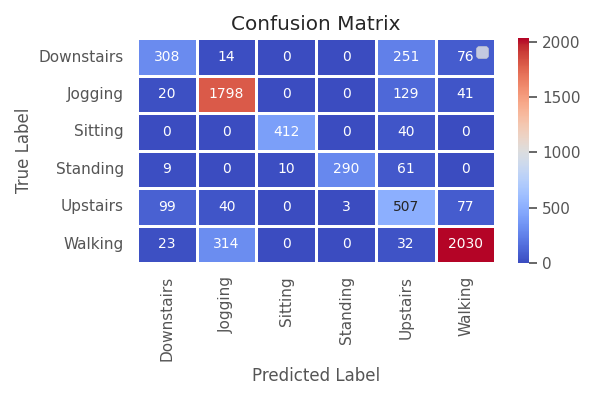 Confusion Matrix
True Label
Downstairs 308 14 0 0 251 76
Jogging 20 1798 0 0 129 41
Sitting 0 0 412 0 40 0
Standing 9 0 10 290 61 0
Upstairs 99 40 0 3 507 77
Walking 23 314 0 0 32 2030
Downstairs Jogging Sitting Standing Upstairs Walking
Predicted Label
2000
1500
1000
500
0